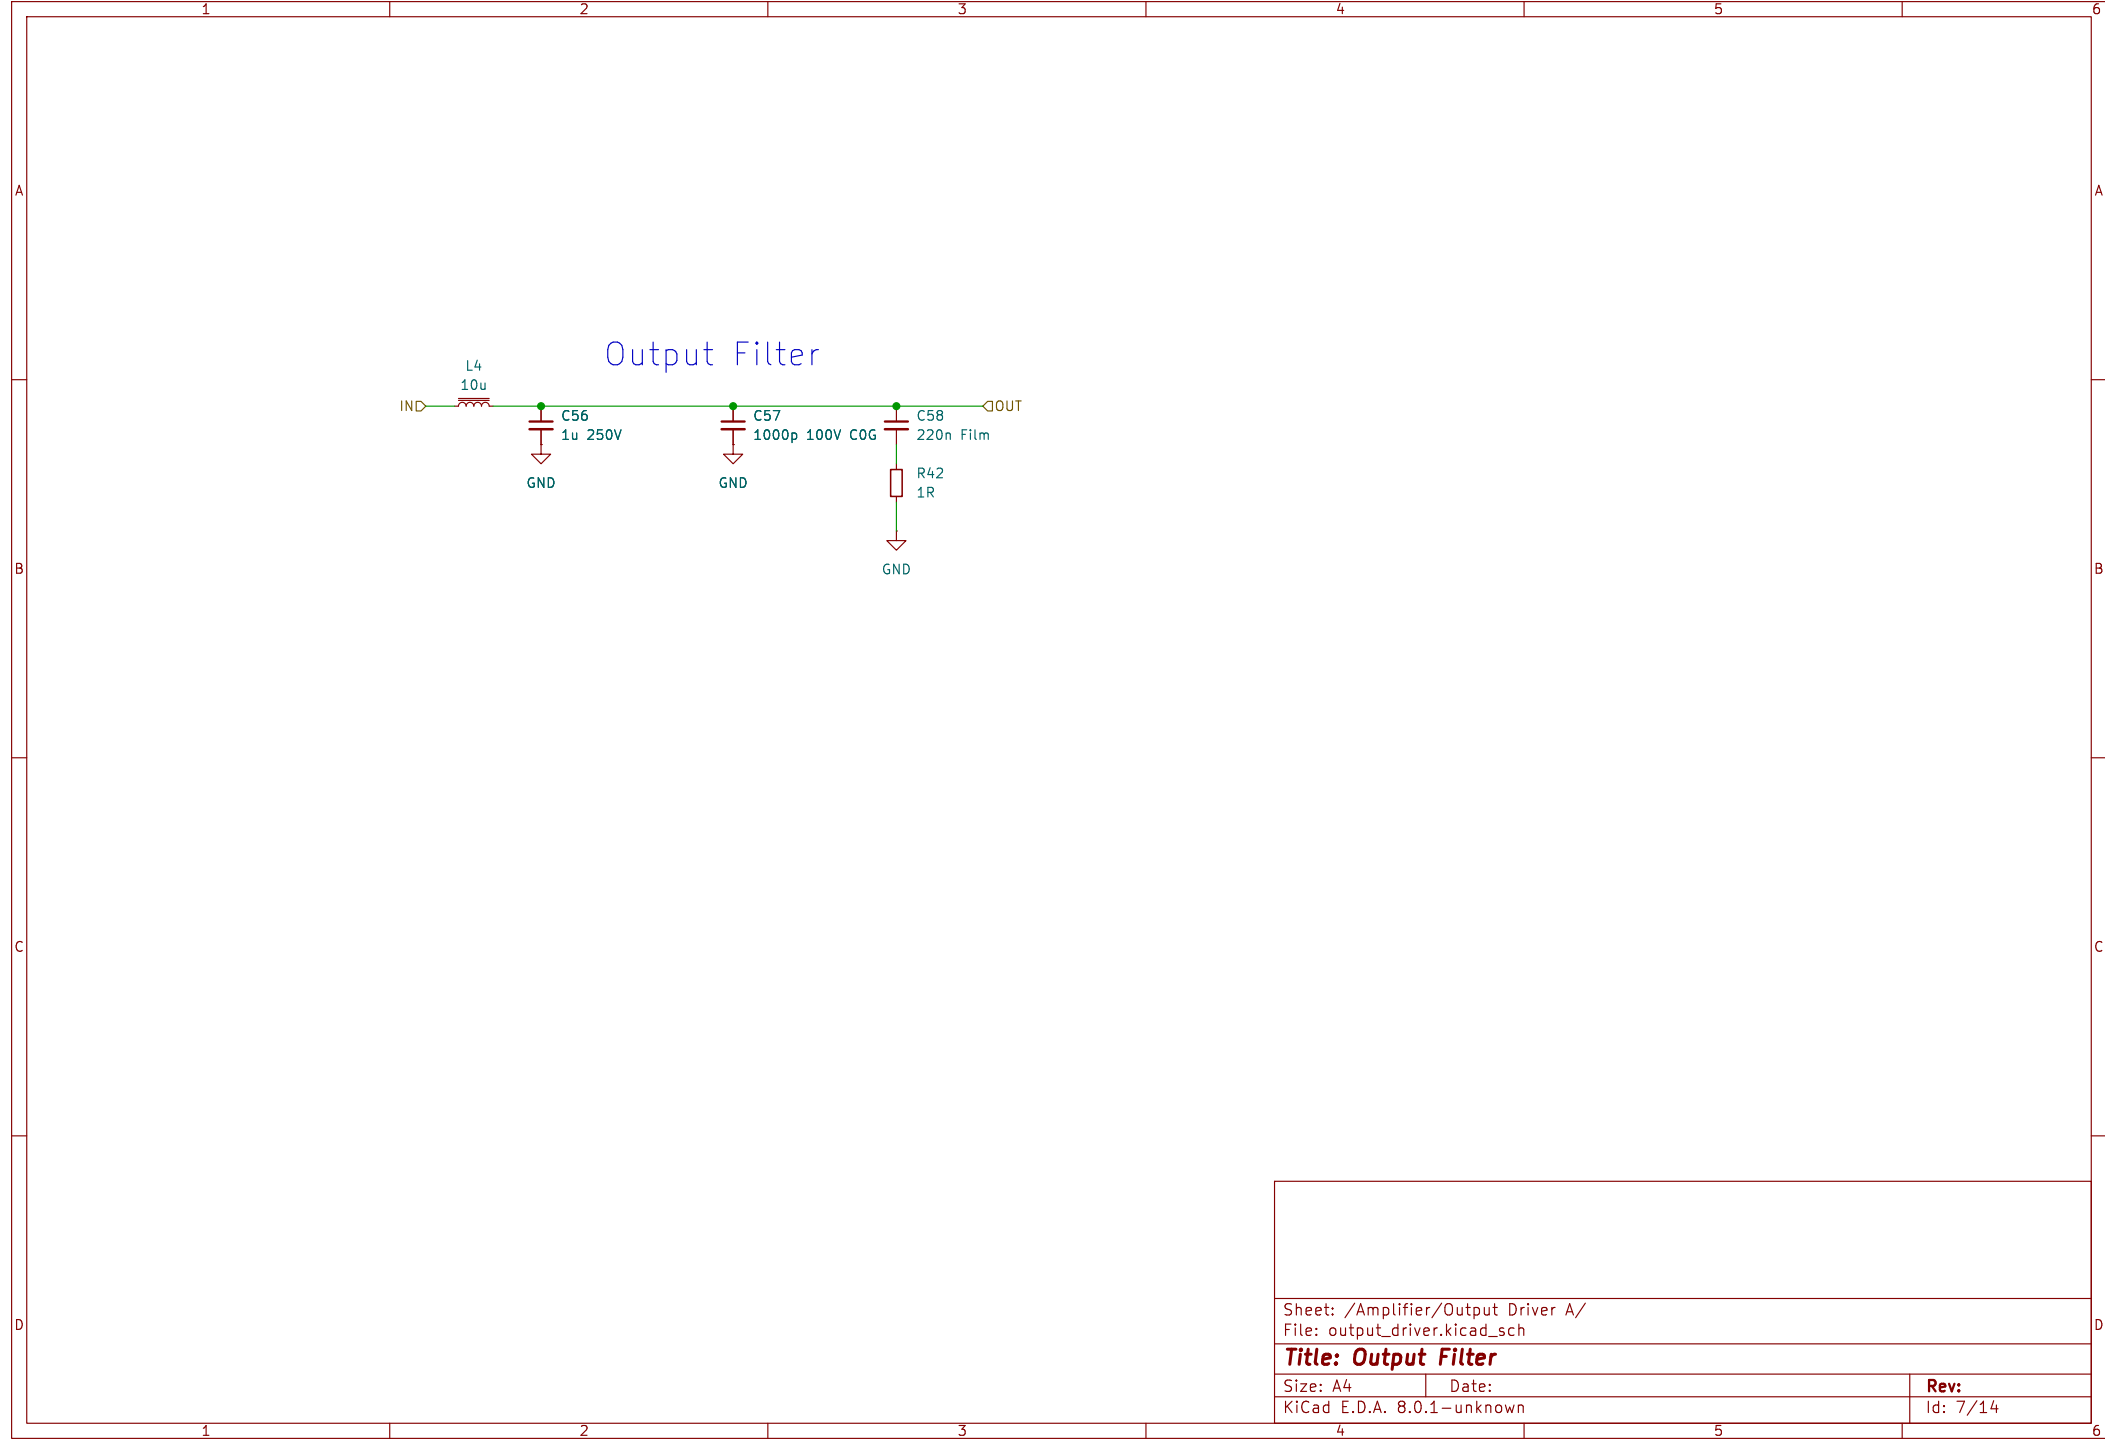 1 2 3 4 5 6
A A
Output Filter
L4
10u
IN OUT
C56 C57 C58
1u 250V 1000p 100V C0G 220n Film
R42
GND GND
1R
GND
B B
C C
Sheet: /Amplifier/Output Driver A/
D D
File: output_driver.kicad_sch
Title: Output Filter
Size: A4 Date: Rev:
KiCad E.D.A. 8.0.1-unknown Id: 7/14
1 2 3 4 5 6